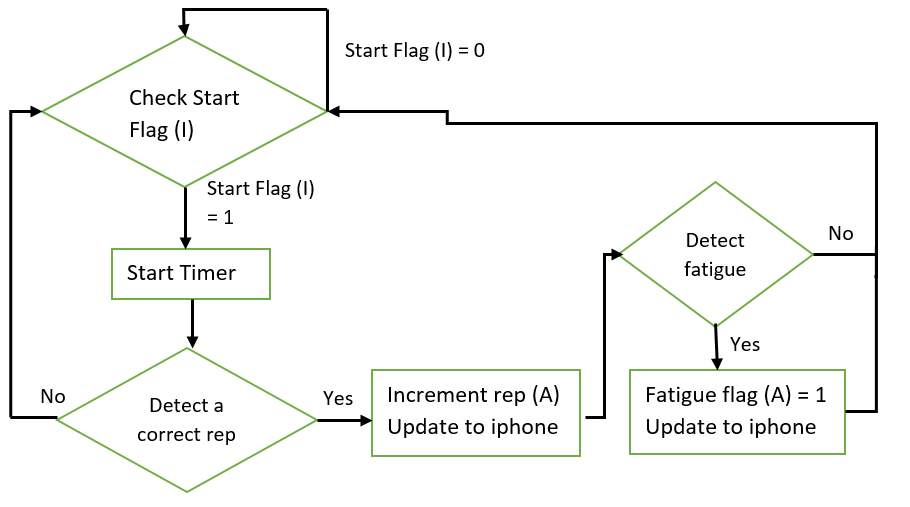 Start Flag (I) = 0
Check Start
Flag (I)
Start Flag (I)
= 1
Start Timer
Detect
fatigue
No
Yes
No
Detect a
correct rep
Yes
Increment rep (A)
Update to iphone
Fatigue flag (A) = 1
Update to iphone